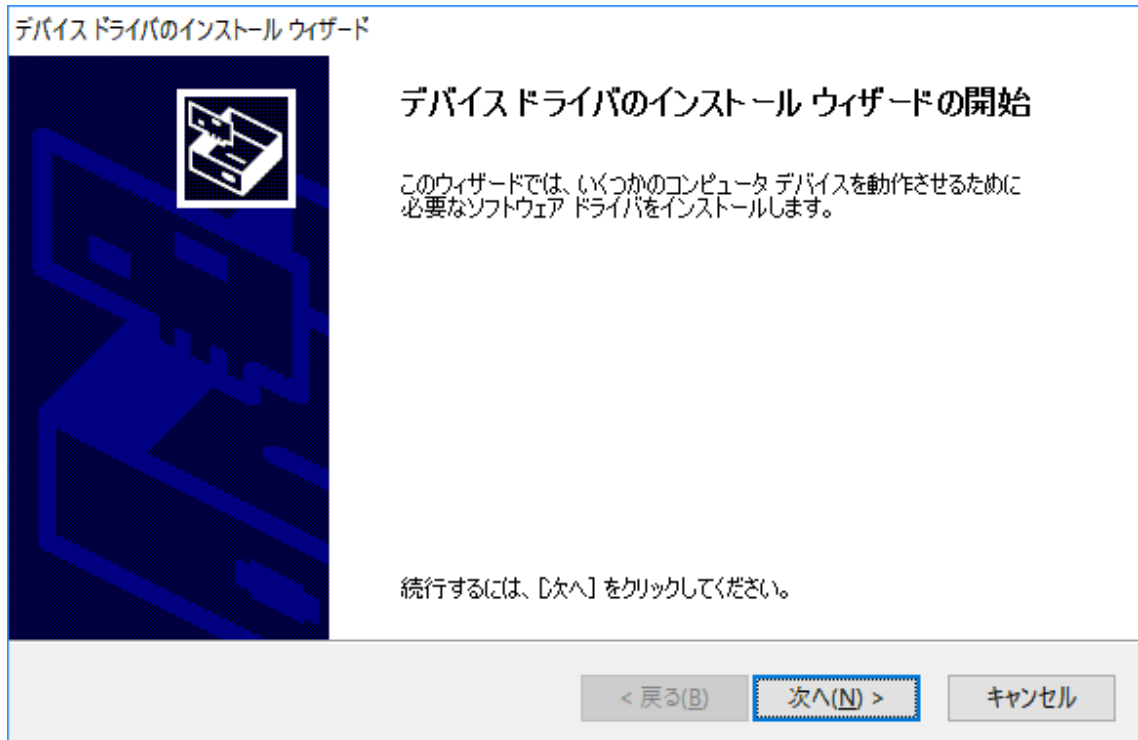 デバイス ドライバのインストール ウィザード
デバイス ドライバのインストール ウィザードの開始
このウィザードでは、いくつかのコンピュータ デバイスを動作させるために
必要なソフトウェア ドライバをインストールします。
続行するには、[次へ] をクリックしてください。
< 戻る(B)
次へ(N) >
キャンセル